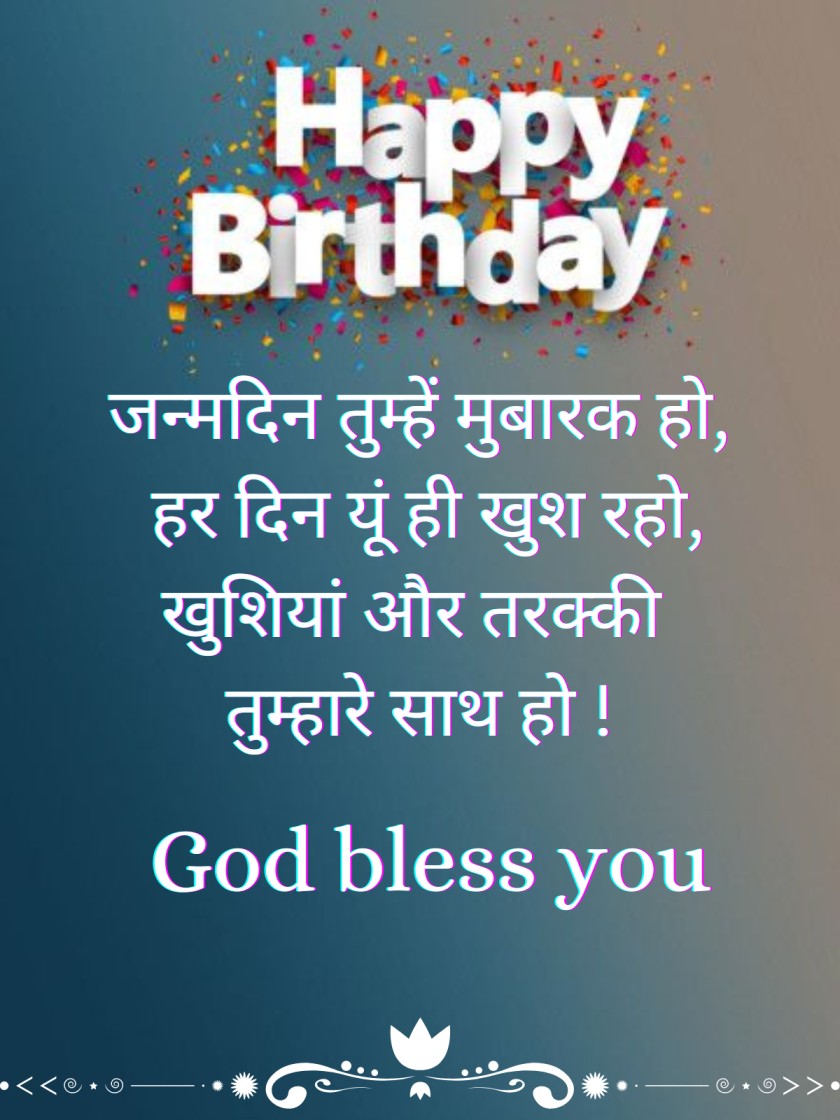 Happy
Birthday
जन्मदिन तुम्हें मुबारक हो,
हर दिन यूं ही खुश रहो,
खुशियां और तरक्की
तुम्हारे साथ हो !
God bless you